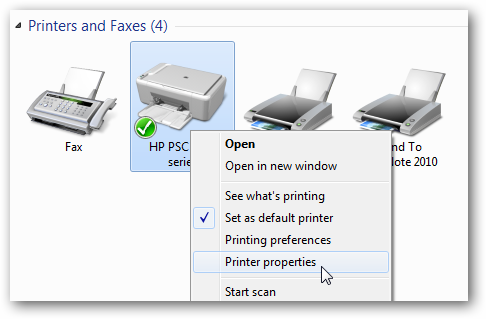 Printers and Faxes (4)
Fax
HP PSC
serie
nd To
lote 2010
Open
Open in new window
See what's printing
Set as default printer
Printing preferences
Printer properties
Start scan